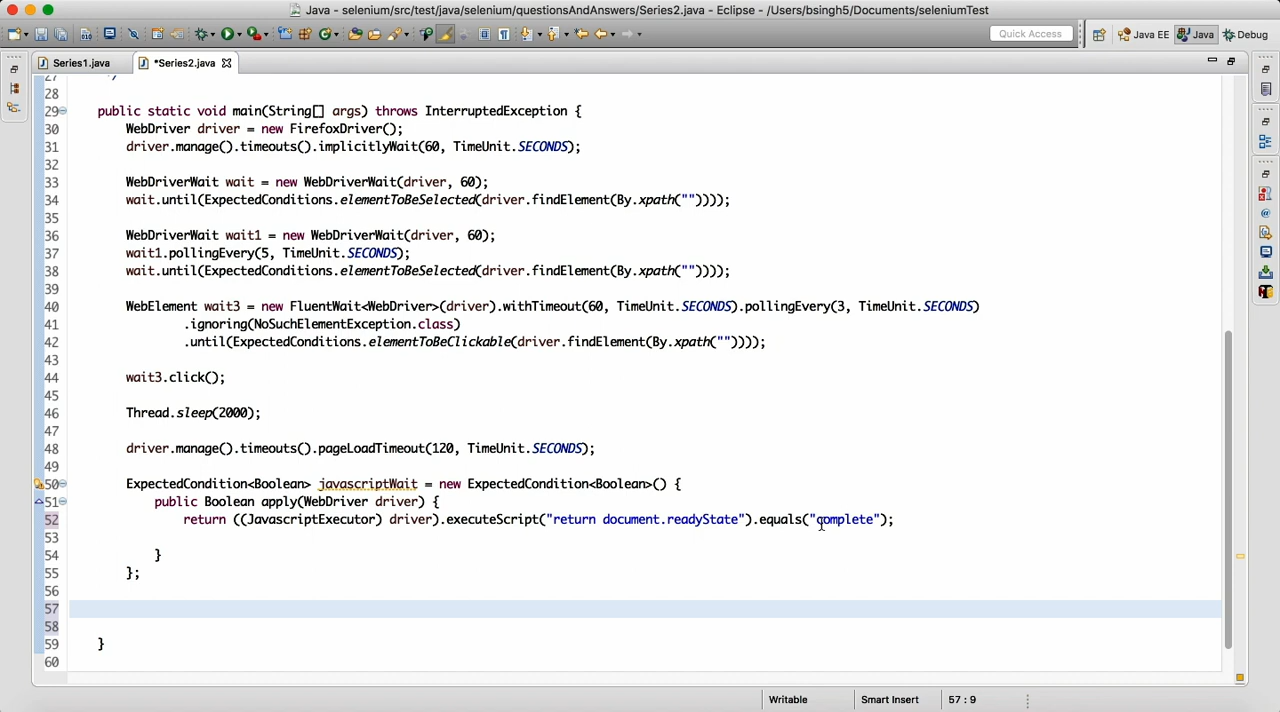 Java - selenium/src/test/java/selenium/questionsAndAnswers/Series2.java - Eclipse - /Users/bsingh5/Documents/seleniumTest
Quick Access
Java EE
Java
Debug
Series1.java
*Series2.java
27 */
28
29 public static void main(String[] args) throws InterruptedException {
30 WebDriver driver = new FirefoxDriver();
31 driver.manage().timeouts().implicitlyWait(60, TimeUnit.SECONDS);
32
33 WebDriverWait wait = new WebDriverWait(driver, 60);
34 wait.until(ExpectedConditions.elementToBeSelected(driver.findElement(By.xpath(""))));
35
36 WebDriverWait wait1 = new WebDriverWait(driver, 60);
37 wait1.pollingEvery(5, TimeUnit.SECONDS);
38 wait.until(ExpectedConditions.elementToBeSelected(driver.findElement(By.xpath(""))));
39
40 WebElement wait3 = new FluentWait<WebDriver>(driver).withTimeout(60, TimeUnit.SECONDS).pollingEvery(3, TimeUnit.SECONDS)
41 .ignoring(NoSuchElementException.class)
42 .until(ExpectedConditions.elementToBeClickable(driver.findElement(By.xpath(""))));
43
44 wait3.click();
45
46 Thread.sleep(2000);
47
48 driver.manage().timeouts().pageLoadTimeout(120, TimeUnit.SECONDS);
49
50 ExpectedCondition<Boolean> javascriptWait = new ExpectedCondition<Boolean>() {
51 public Boolean apply(WebDriver driver) {
52 return ((JavascriptExecutor) driver).executeScript("return document.readyState").equals("complete");
53
54 }
55 };
56
57
58
59 }
60
Writable
Smart Insert
57 : 9